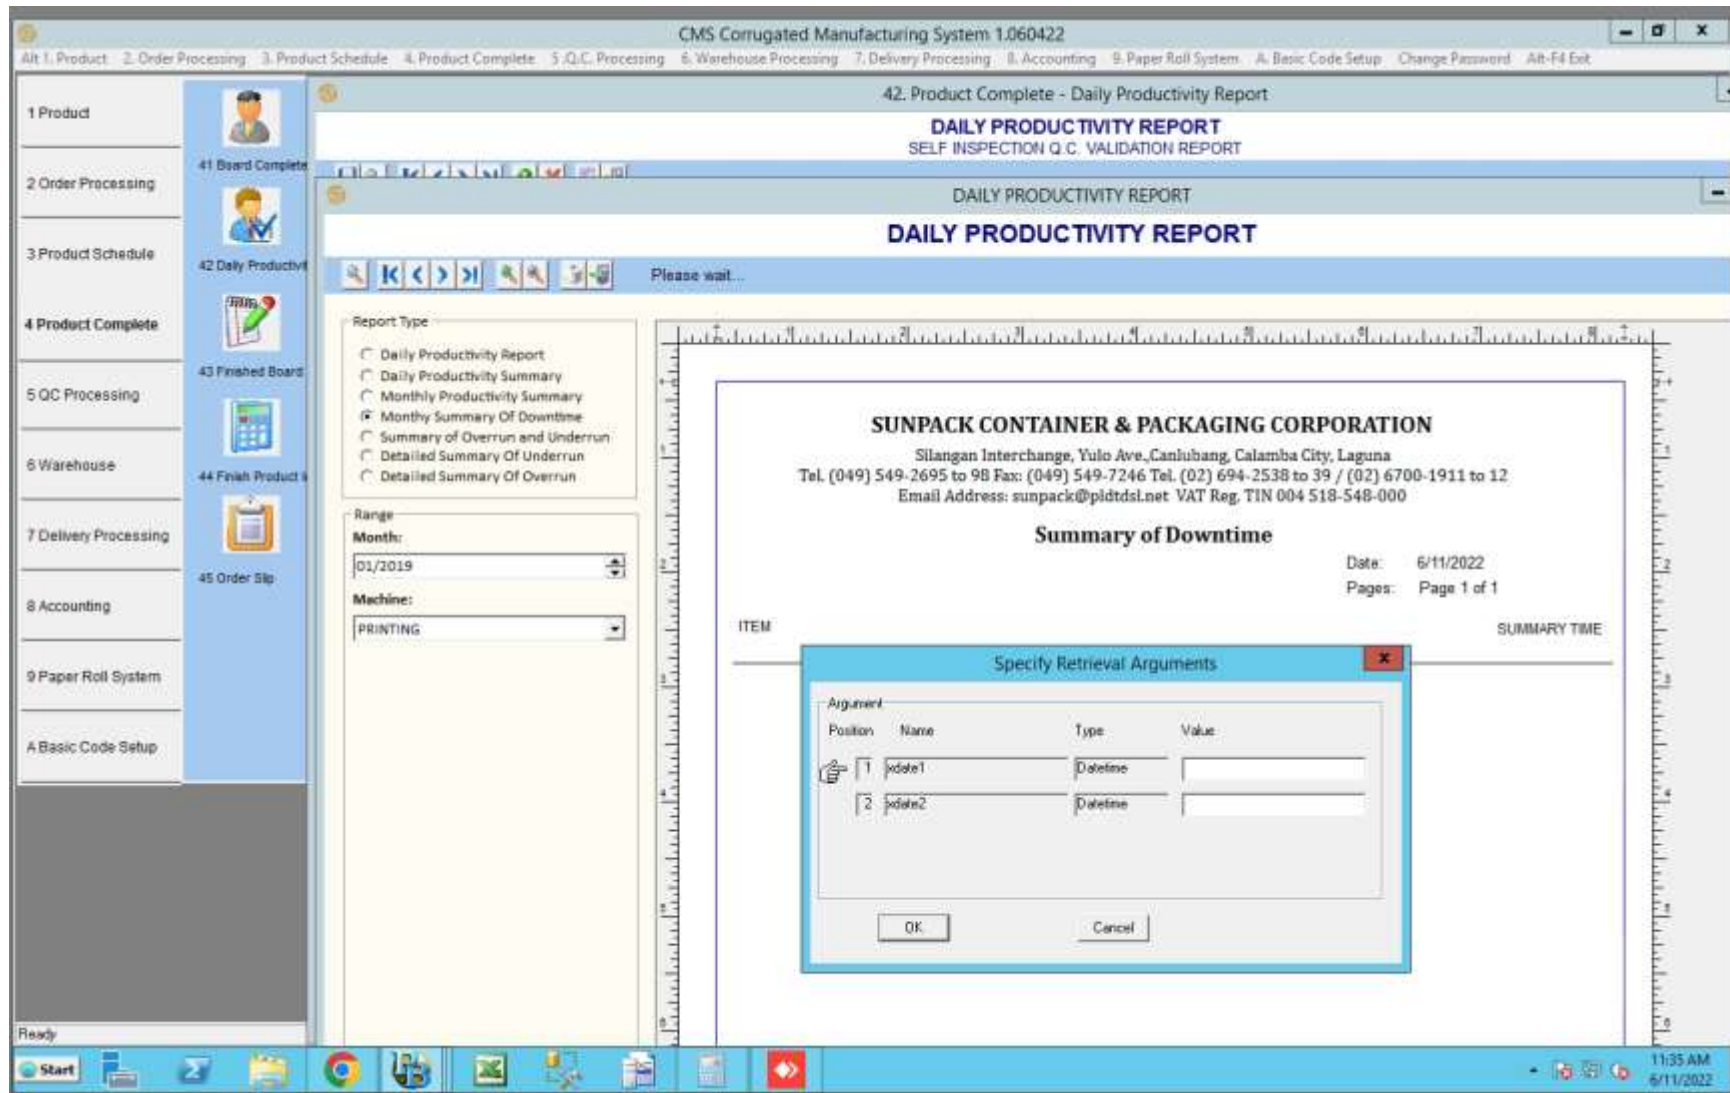 CMS Corrugated Manufacturing System 1.060422
Alt 1. Product 2. Order Processing 3. Product Schedule 4. Product Complete 5 .Q.C. Processing 6. Warehouse Processing 7. Delivery Processing 8. Accounting 9. Paper Roll System A. Basic Code Setup Change Password Alt-F4 Exit
1 Product
2 Order Processing
3 Product Schedule
4 Product Complete
5 QC Processing
6 Warehouse
7 Delivery Processing
8 Accounting
9 Paper Roll System
A Basic Code Setup
41 Board Complete
42 Daily Productivit
43 Finished Board
44 Finish Product
45 Order Slip
42. Product Complete - Daily Productivity Report
DAILY PRODUCTIVITY REPORT
SELF INSPECTION Q.C. VALIDATION REPORT
DAILY PRODUCTIVITY REPORT
DAILY PRODUCTIVITY REPORT
Please wait...
Report Type
Daily Productivity Report
Daily Productivity Summary
Monthly Productivity Summary
Monthy Summary Of Downtime
Summary of Overrun and Underrun
Detailed Summary Of Underrun
Detailed Summary Of Overrun
Range
Month:
01/2019
Machine:
PRINTING
SUNPACK CONTAINER & PACKAGING CORPORATION
Silangan Interchange, Yulo Ave.,Canlubang, Calamba City, Laguna
Tel. (049) 549-2695 to 98 Fax: (049) 549-7246 Tel. (02) 694-2538 to 39 / (02) 6700-1911 to 12
Email Address: sunpack@pldtdsl.net VAT Reg. TIN 004 518-548-000
Summary of Downtime
Date: 6/11/2022
Pages: Page 1 of 1
ITEM SUMMARY TIME
Specify Retrieval Arguments
Argument
Position Name Type Value
1 xdate1 Datetime
2 xdate2 Datetime
OK Cancel
Ready
Start
11:35 AM
6/11/2022